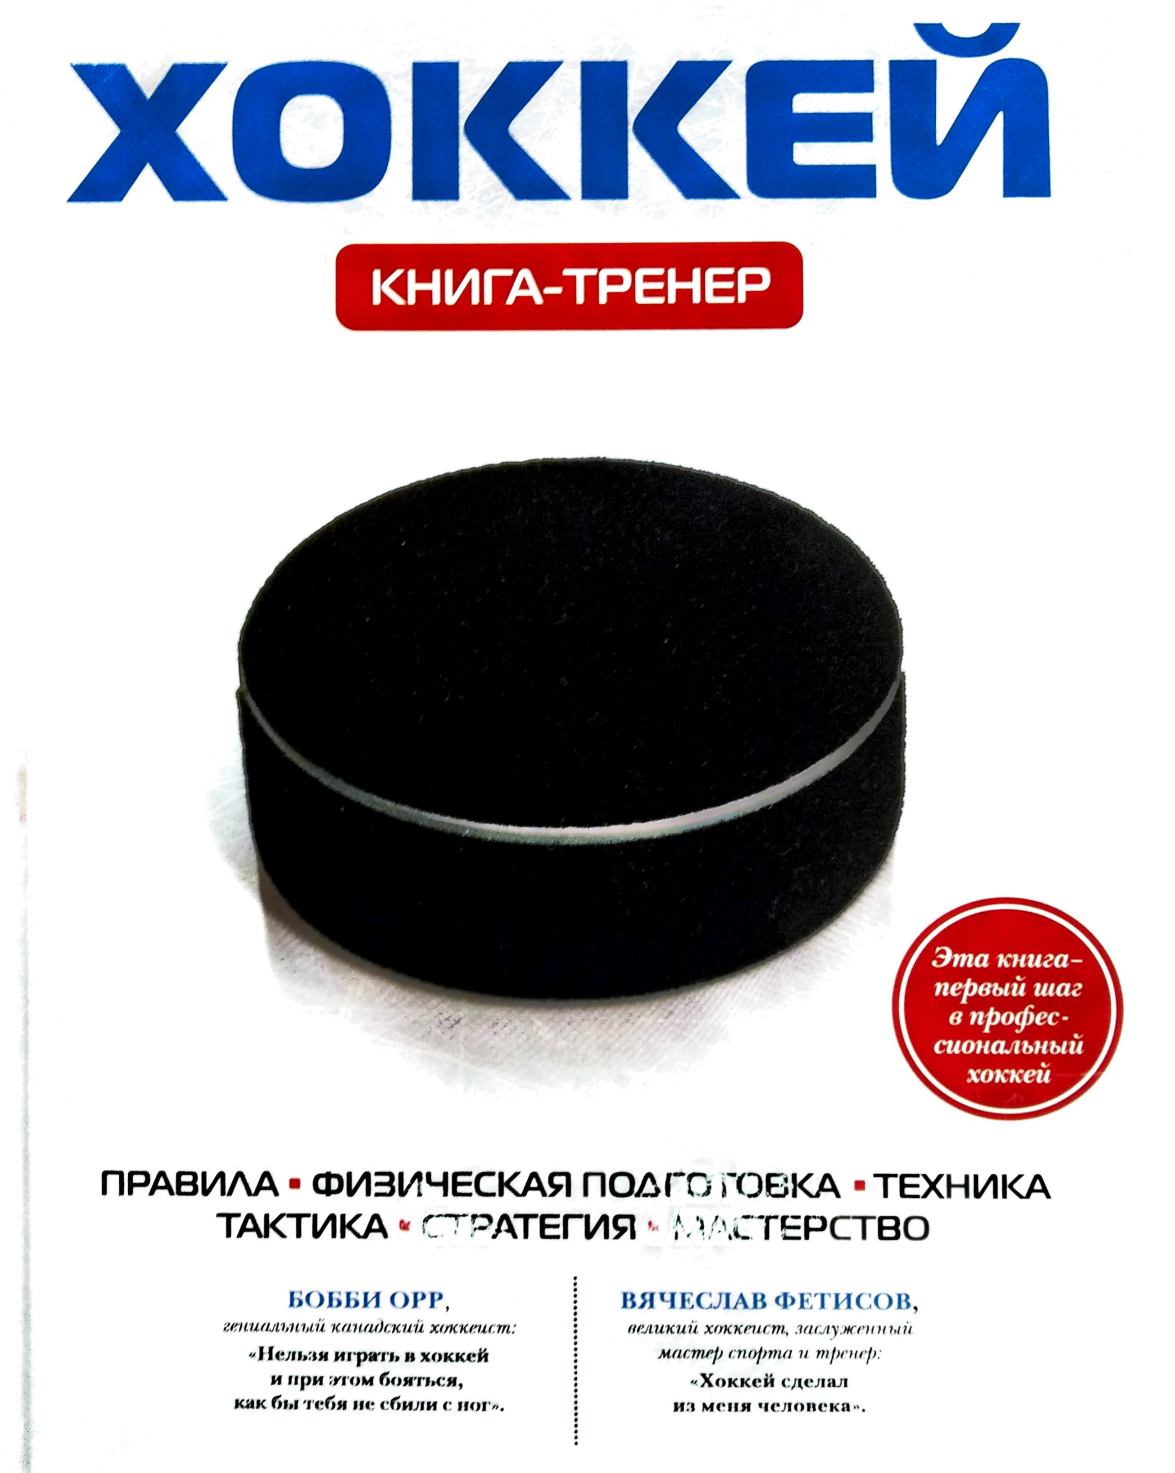 ХОККЕЙ
КНИГА-ТРЕНЕР
Эта книга–
первый шаг
в профес-
сиональный
хоккей
ПРАВИЛА ▪ ФИЗИЧЕСКАЯ ПОДГОТОВКА ▪ ТЕХНИКА
ТАКТИКА ▪ СТРАТЕГИЯ ▪ МАСТЕРСТВО
БОББИ ОРР,
гениальный канадский хоккеист:
«Нельзя играть в хоккей
и при этом бояться,
как бы тебя не сбили с ног».
ВЯЧЕСЛАВ ФЕТИСОВ,
великий хоккеист, заслуженный
мастер спорта и тренер:
«Хоккей сделал
из меня человека».